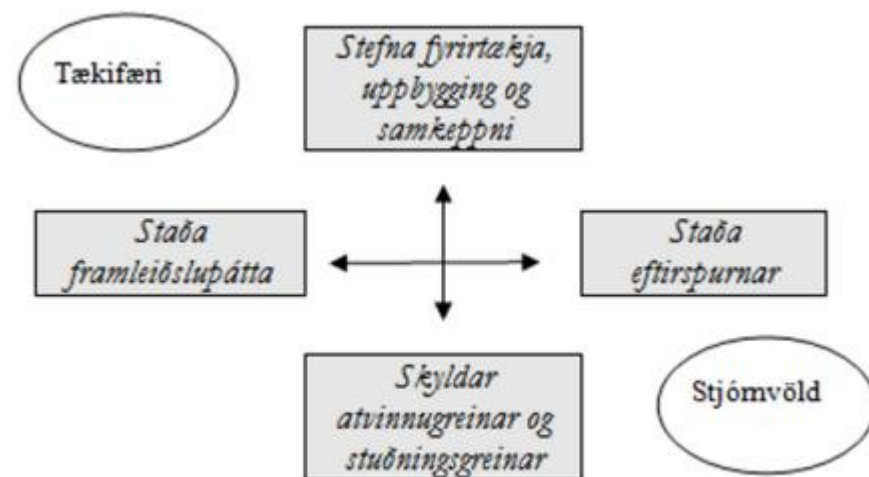 Tækifæri
Stefna fyrirtækja,
uppbygging og
samkeppni
Staða
framleiðsluþátta
Staða
eftirspurnar
Skyldar
atvinnugreinar og
stuðningsgreinar
Stjórnvöld